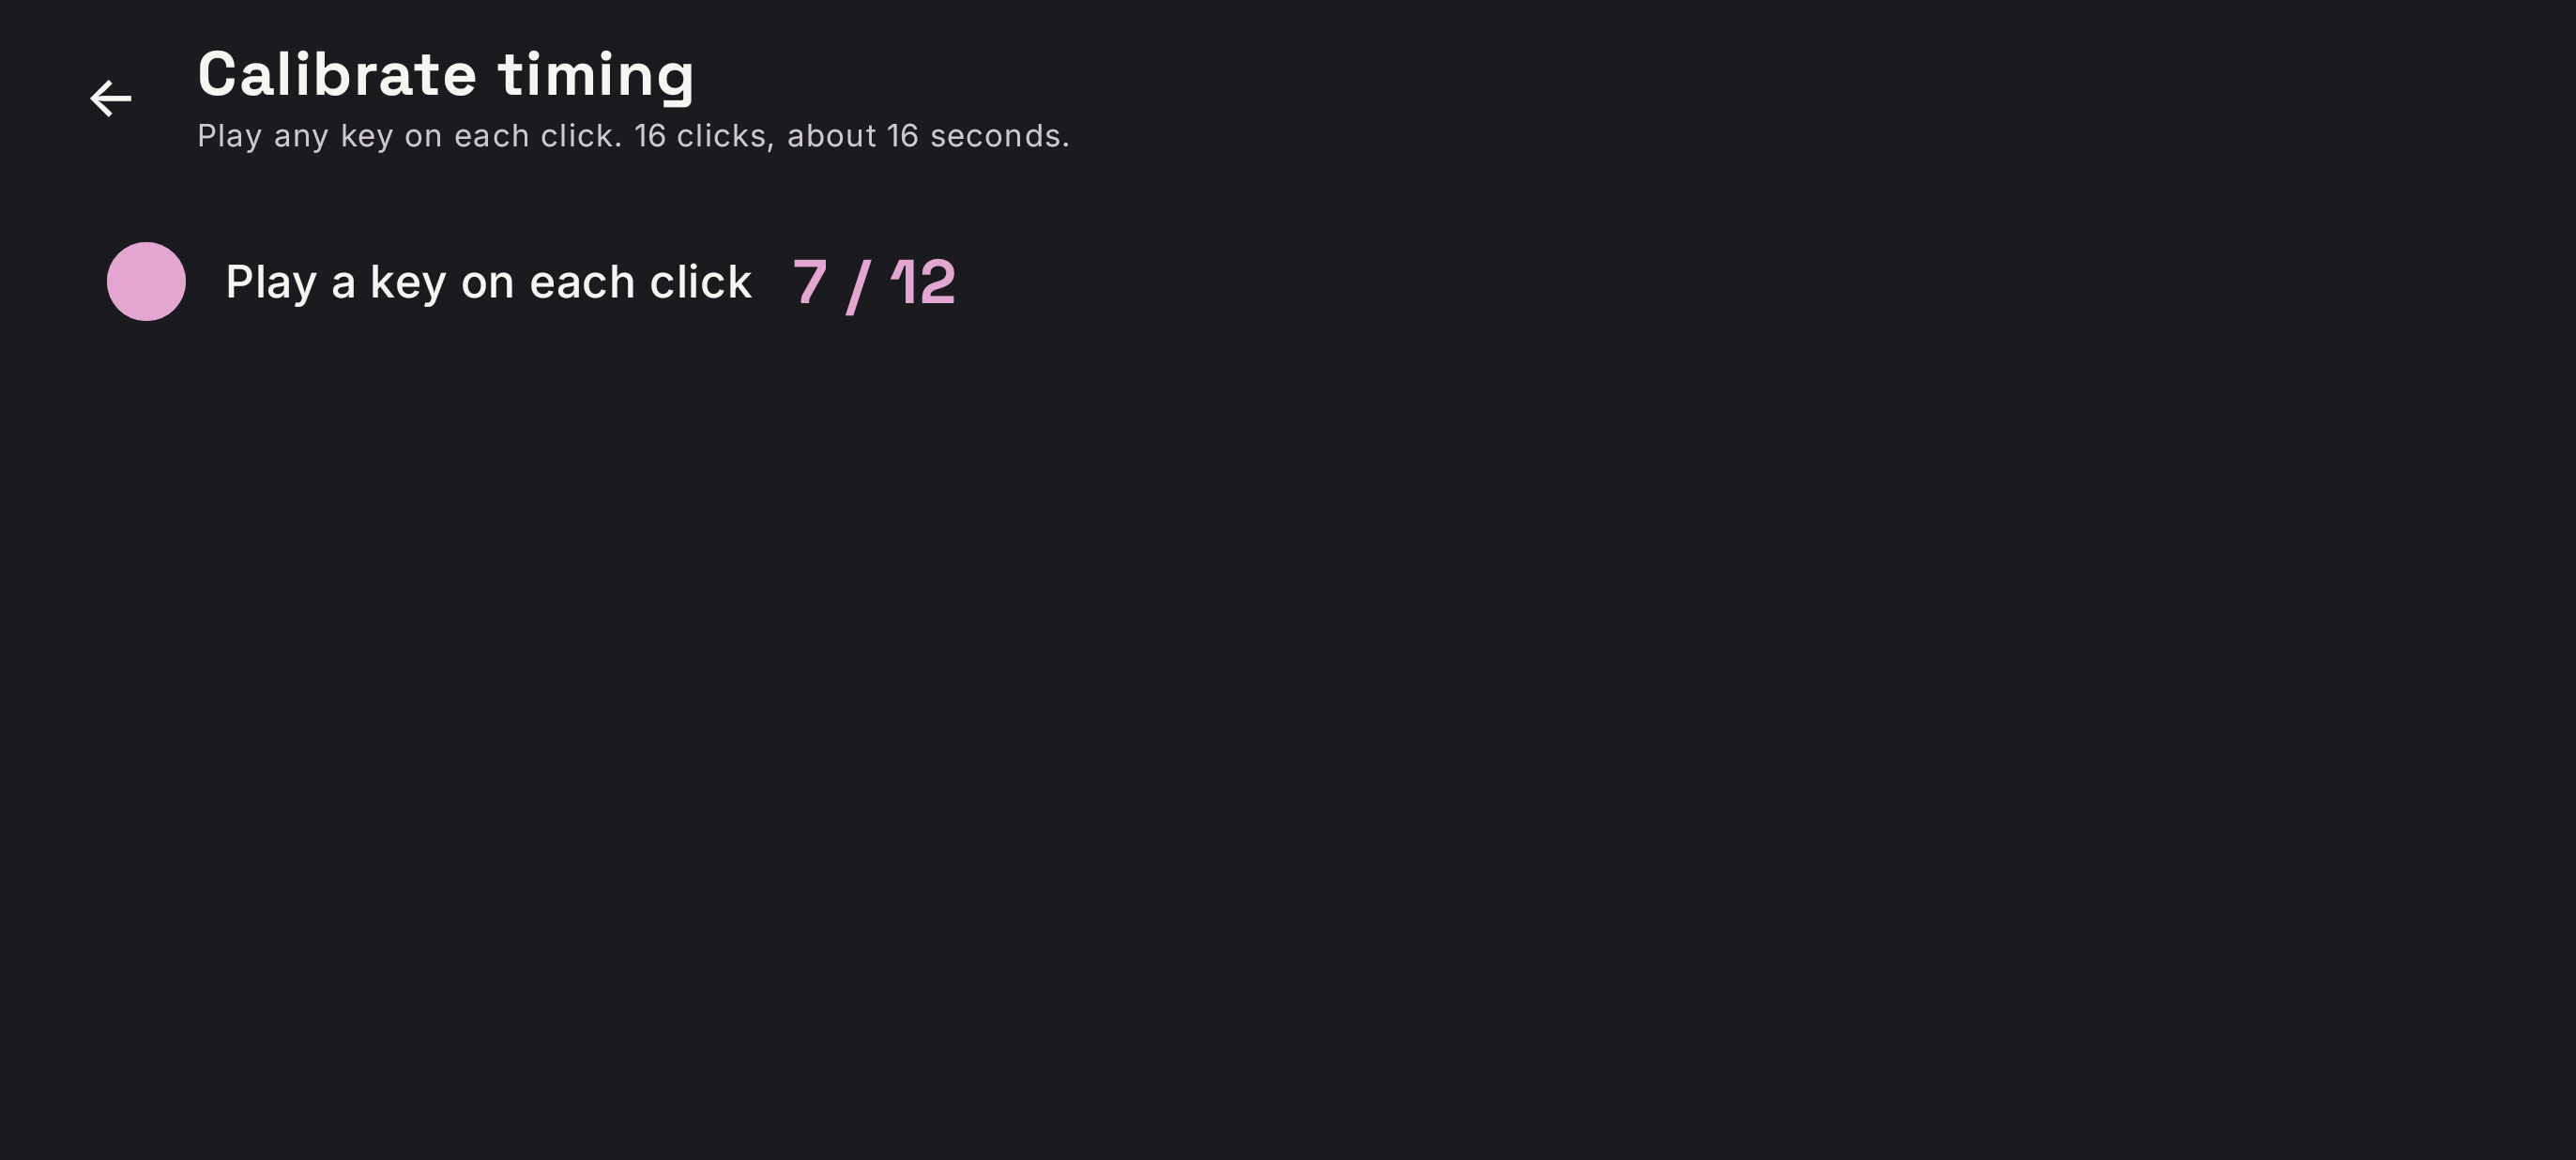 Calibrate timing
Play any key on each click. 16 clicks, about 16 seconds.
Play a key on each click 7 / 12